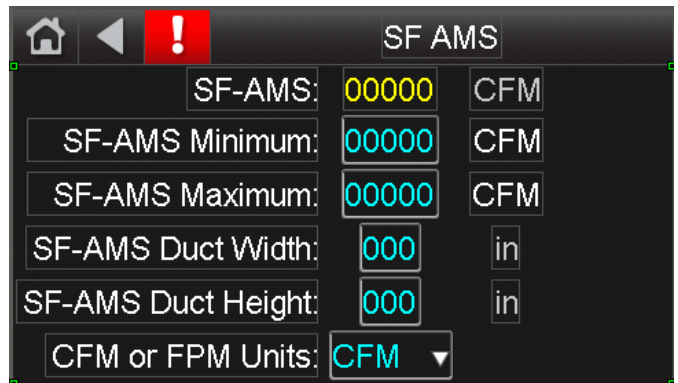 SF AMS
SF-AMS: 00000 CFM
SF-AMS Minimum: 00000 CFM
SF-AMS Maximum: 00000 CFM
SF-AMS Duct Width: 000 in
SF-AMS Duct Height: 000 in
CFM or FPM Units: CFM